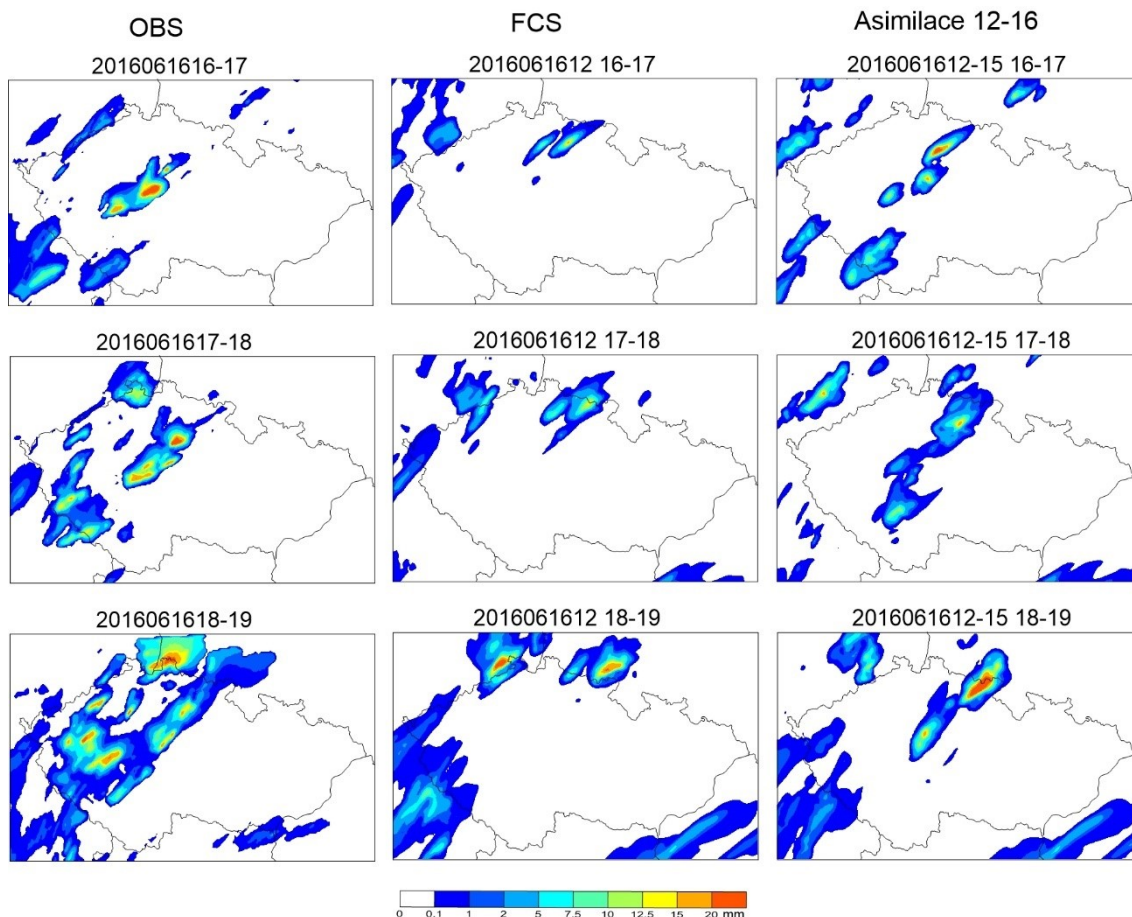 OBS FCS Asimilace 12-16
2016061616-17 2016061612 16-17 2016061612-15 16-17
2016061617-18 2016061612 17-18 2016061612-15 17-18
2016061618-19 2016061612 18-19 2016061612-15 18-19
0 0.1 1 2 5 7.5 10 12.5 15 20 mm